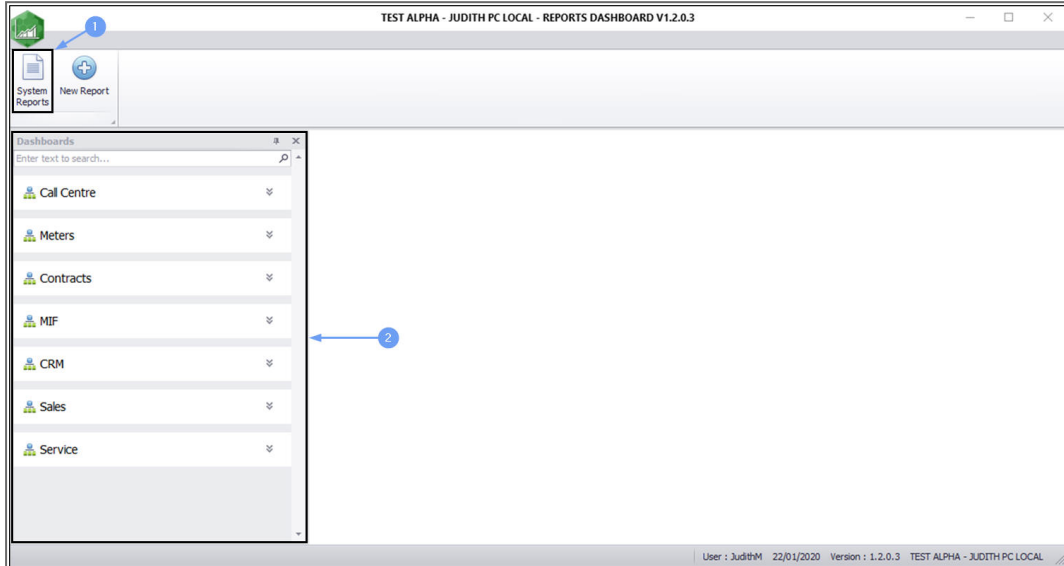 TEST ALPHA - JUDITH PC LOCAL - REPORTS DASHBOARD V1.2.0.3
1
System Reports
New Report
Dashboards
Enter text to search...
Call Centre
Meters
Contracts
MIF
2
CRM
Sales
Service
User : JudithM 22/01/2020 Version : 1.2.0.3 TEST ALPHA - JUDITH PC LOCAL